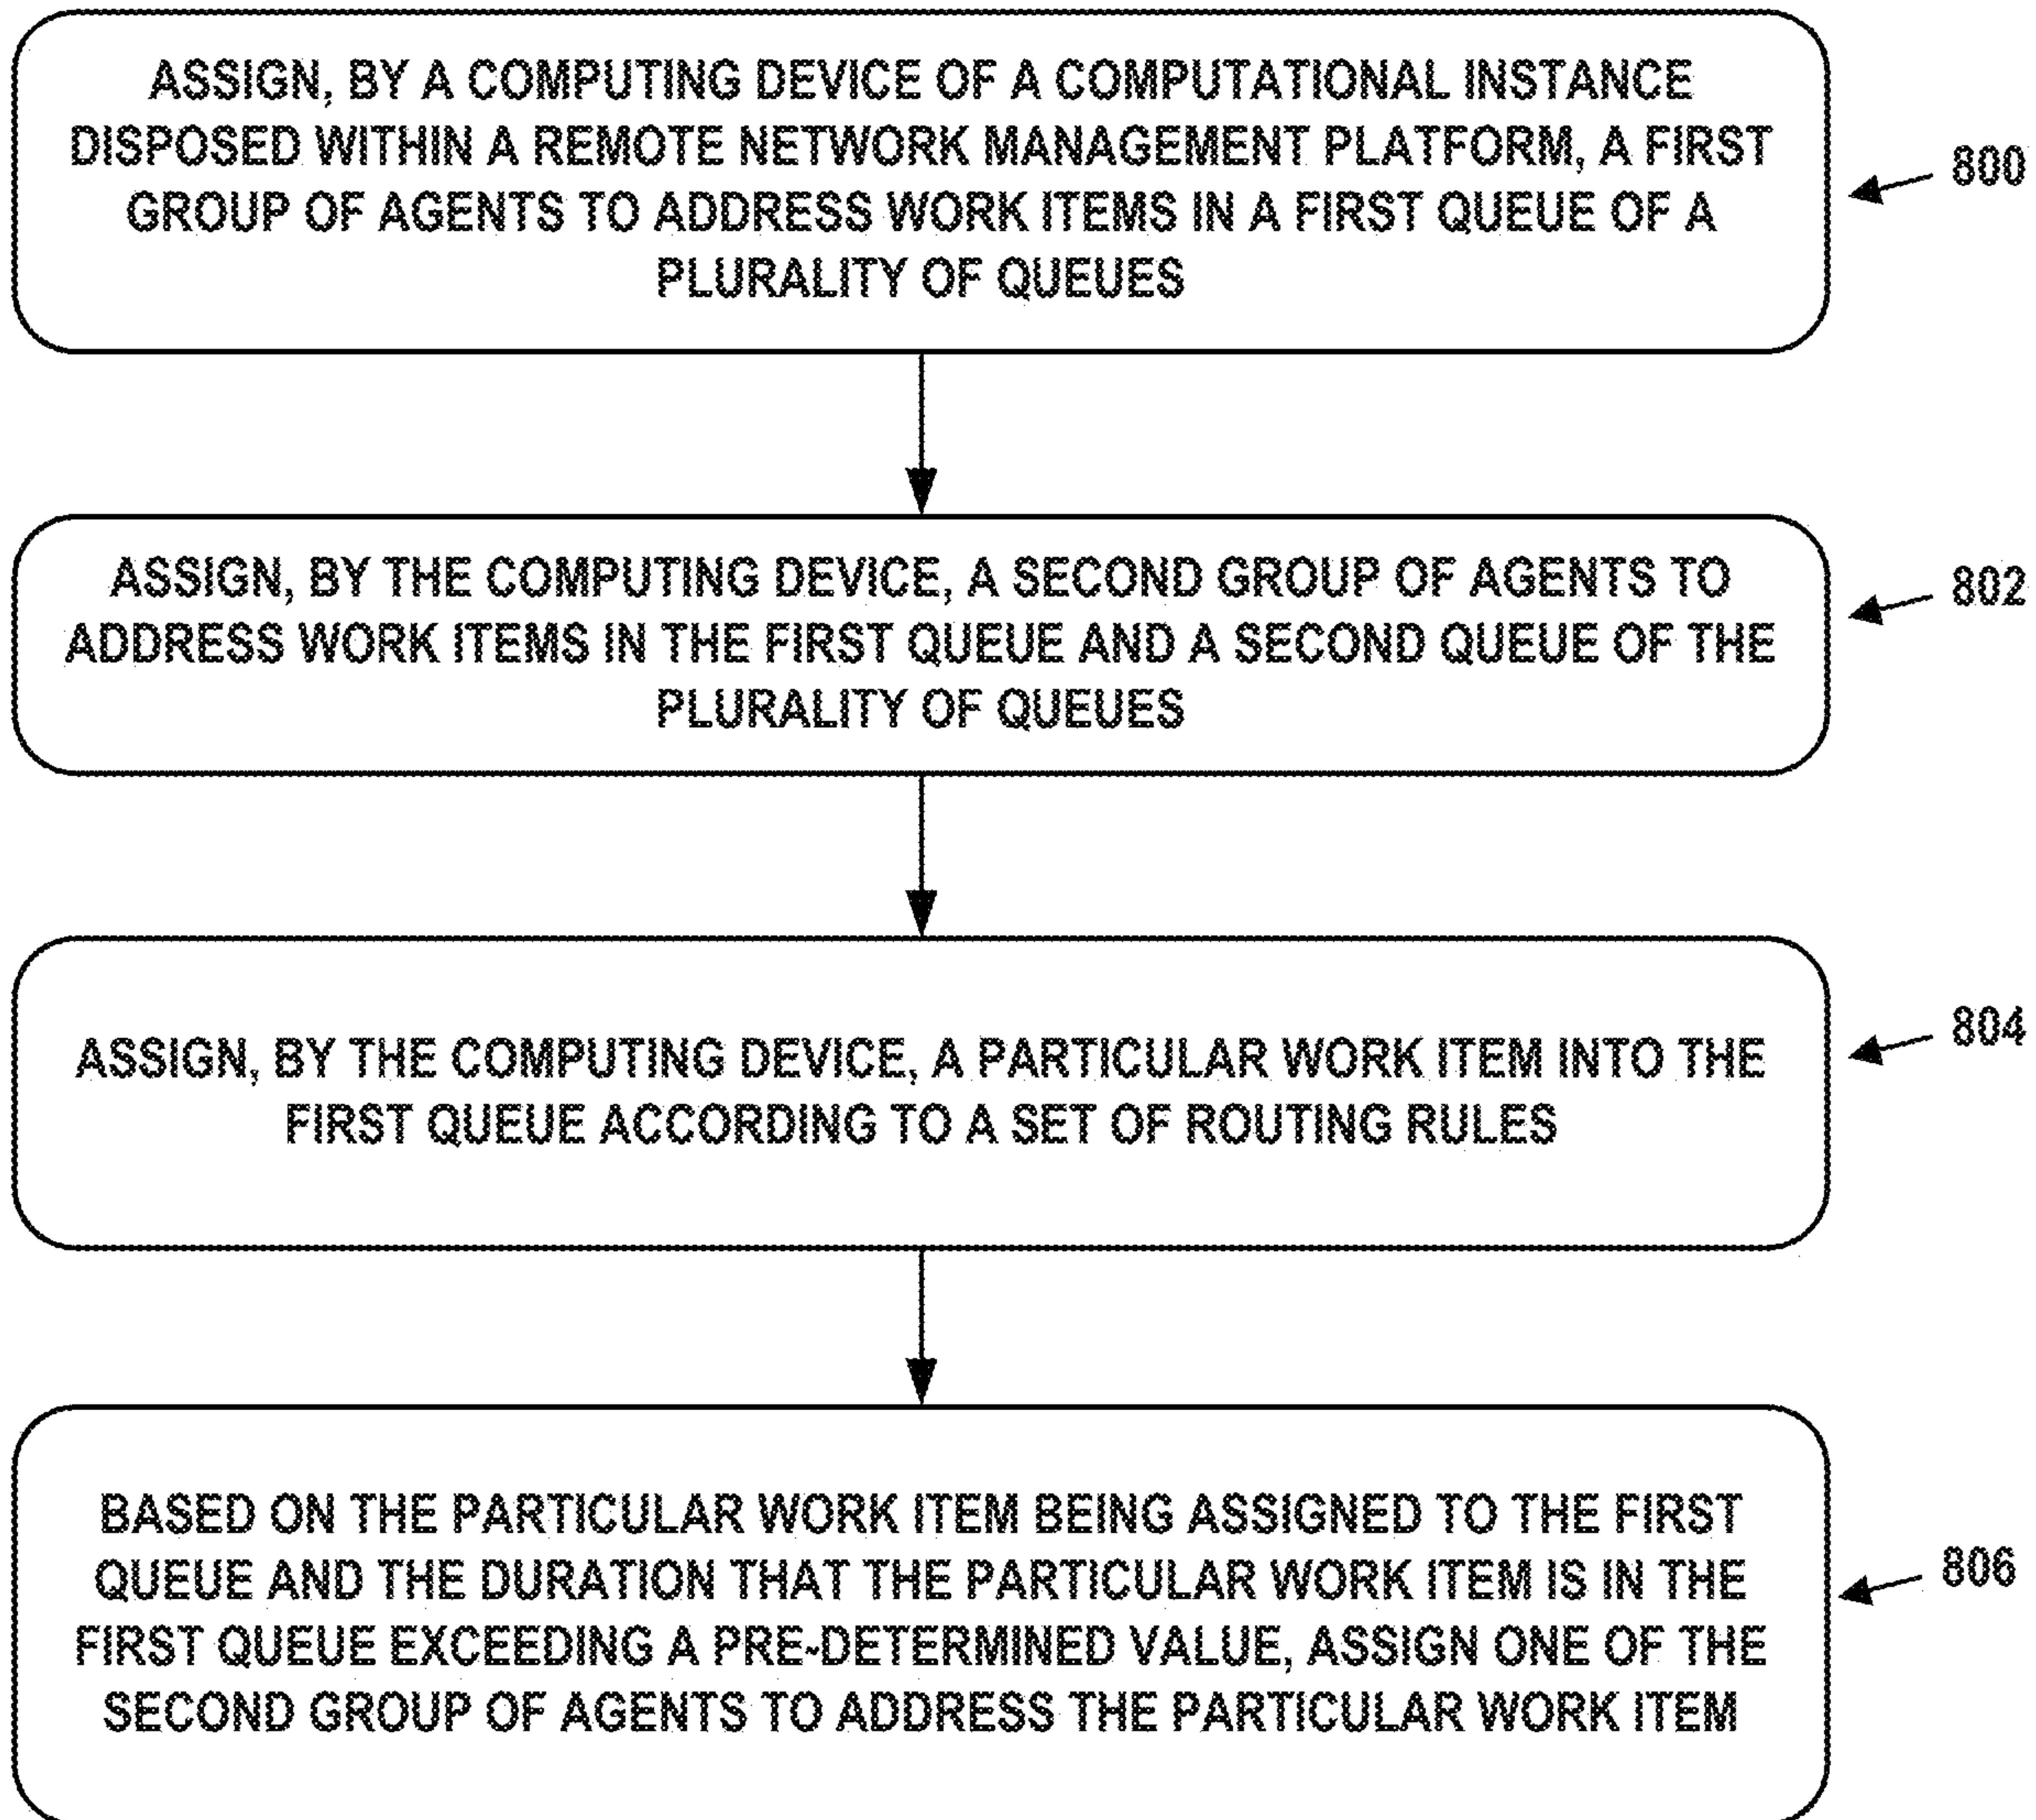 ASSIGN, BY A COMPUTING DEVICE OF A COMPUTATIONAL INSTANCE
DISPOSED WITHIN A REMOTE NETWORK MANAGEMENT PLATFORM, A FIRST
GROUP OF AGENTS TO ADDRESS WORK ITEMS IN A FIRST QUEUE OF A
PLURALITY OF QUEUES
800
ASSIGN, BY THE COMPUTING DEVICE, A SECOND GROUP OF AGENTS TO
ADDRESS WORK ITEMS IN THE FIRST QUEUE AND A SECOND QUEUE OF THE
PLURALITY OF QUEUES
802
ASSIGN, BY THE COMPUTING DEVICE, A PARTICULAR WORK ITEM INTO THE
FIRST QUEUE ACCORDING TO A SET OF ROUTING RULES
804
BASED ON THE PARTICULAR WORK ITEM BEING ASSIGNED TO THE FIRST
QUEUE AND THE DURATION THAT THE PARTICULAR WORK ITEM IS IN THE
FIRST QUEUE EXCEEDING A PRE-DETERMINED VALUE, ASSIGN ONE OF THE
SECOND GROUP OF AGENTS TO ADDRESS THE PARTICULAR WORK ITEM
806